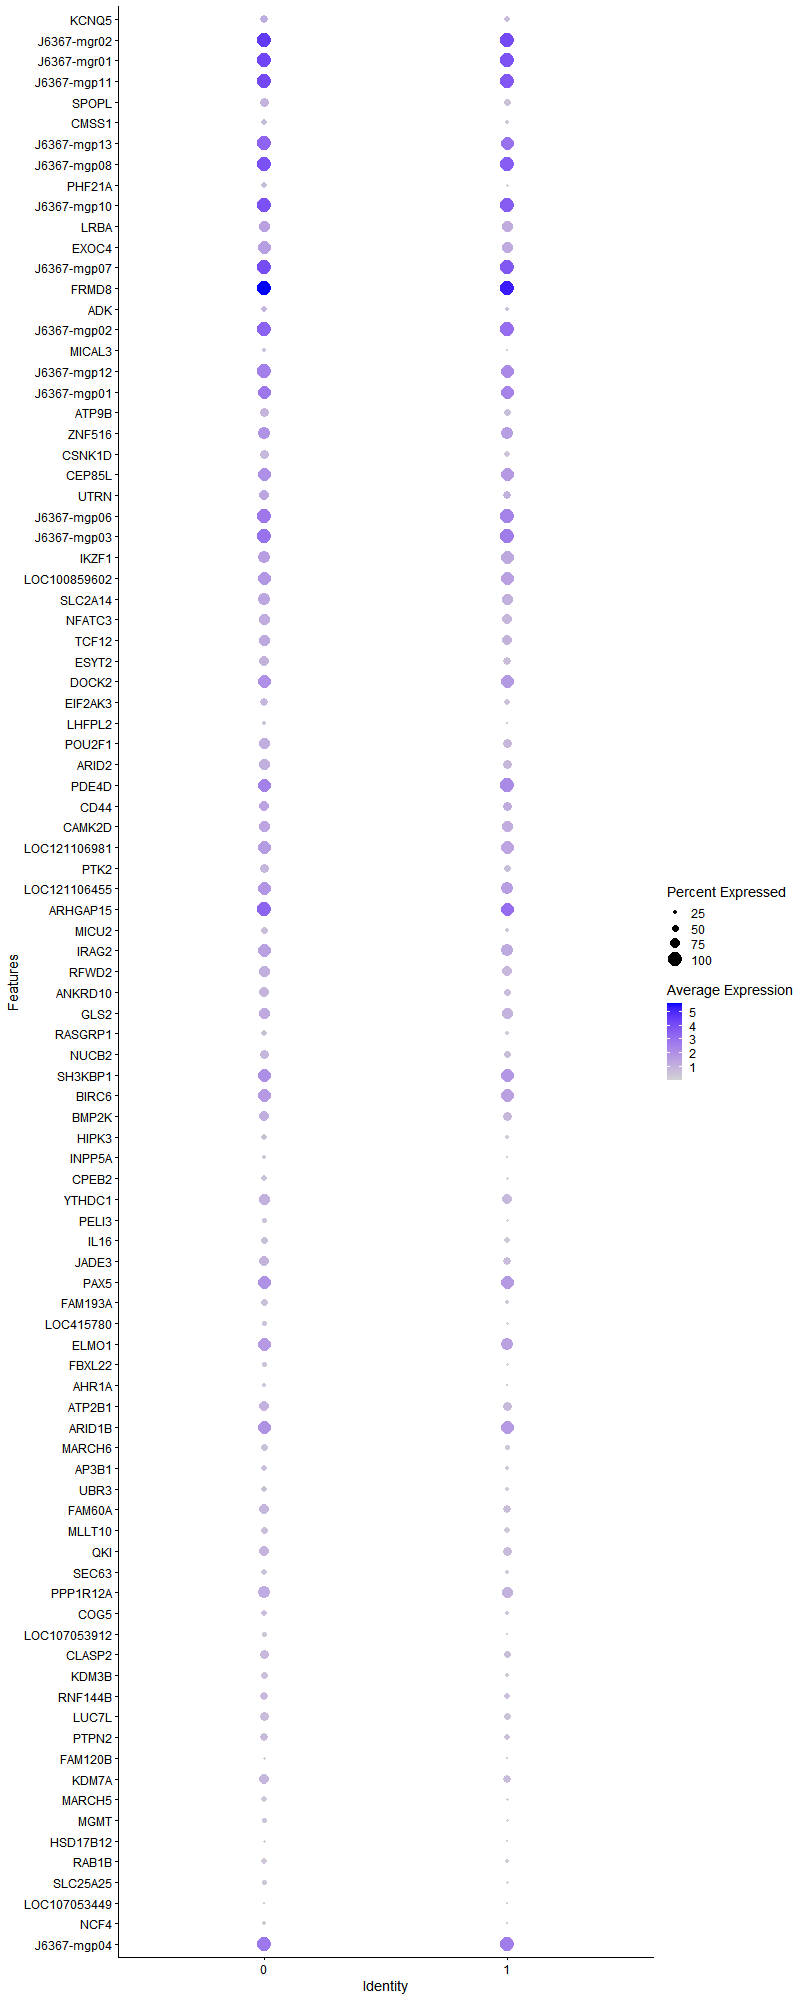 KCNQ5
J6367-mgr02
J6367-mgr01
J6367-mgp11
SPOPL
CMSS1
J6367-mgp13
J6367-mgp08
PHF21A
J6367-mgp10
LRBA
EXOC4
J6367-mgp07
FRMD8
ADK
J6367-mgp02
MICAL3
J6367-mgp12
J6367-mgp01
ATP9B
ZNF516
CSNK1D
CEP85L
UTRN
J6367-mgp06
J6367-mgp03
IKZF1
LOC100859602
SLC2A14
NFATC3
TCF12
ESYT2
DOCK2
EIF2AK3
LHFPL2
POU2F1
ARID2
PDE4D
CD44
CAMK2D
LOC121106981
PTK2
LOC121106455
ARHGAP15
MICU2
IRAG2
RFWD2
ANKRD10
GLS2
RASGRP1
NUCB2
SH3KBP1
BIRC6
BMP2K
HIPK3
INPP5A
CPEB2
YTHDC1
PELI3
IL16
JADE3
PAX5
FAM193A
LOC415780
ELMO1
FBXL22
AHR1A
ATP2B1
ARID1B
MARCH6
AP3B1
UBR3
FAM60A
MLLT10
QKI
SEC63
PPP1R12A
COG5
LOC107053912
CLASP2
KDM3B
RNF144B
LUC7L
PTPN2
FAM120B
KDM7A
MARCH5
MGMT
HSD17B12
RAB1B
SLC25A25
LOC107053449
NCF4
J6367-mgp04
Features
0 1
Identity
Percent Expressed
25
50
75
100
Average Expression
5
4
3
2
1